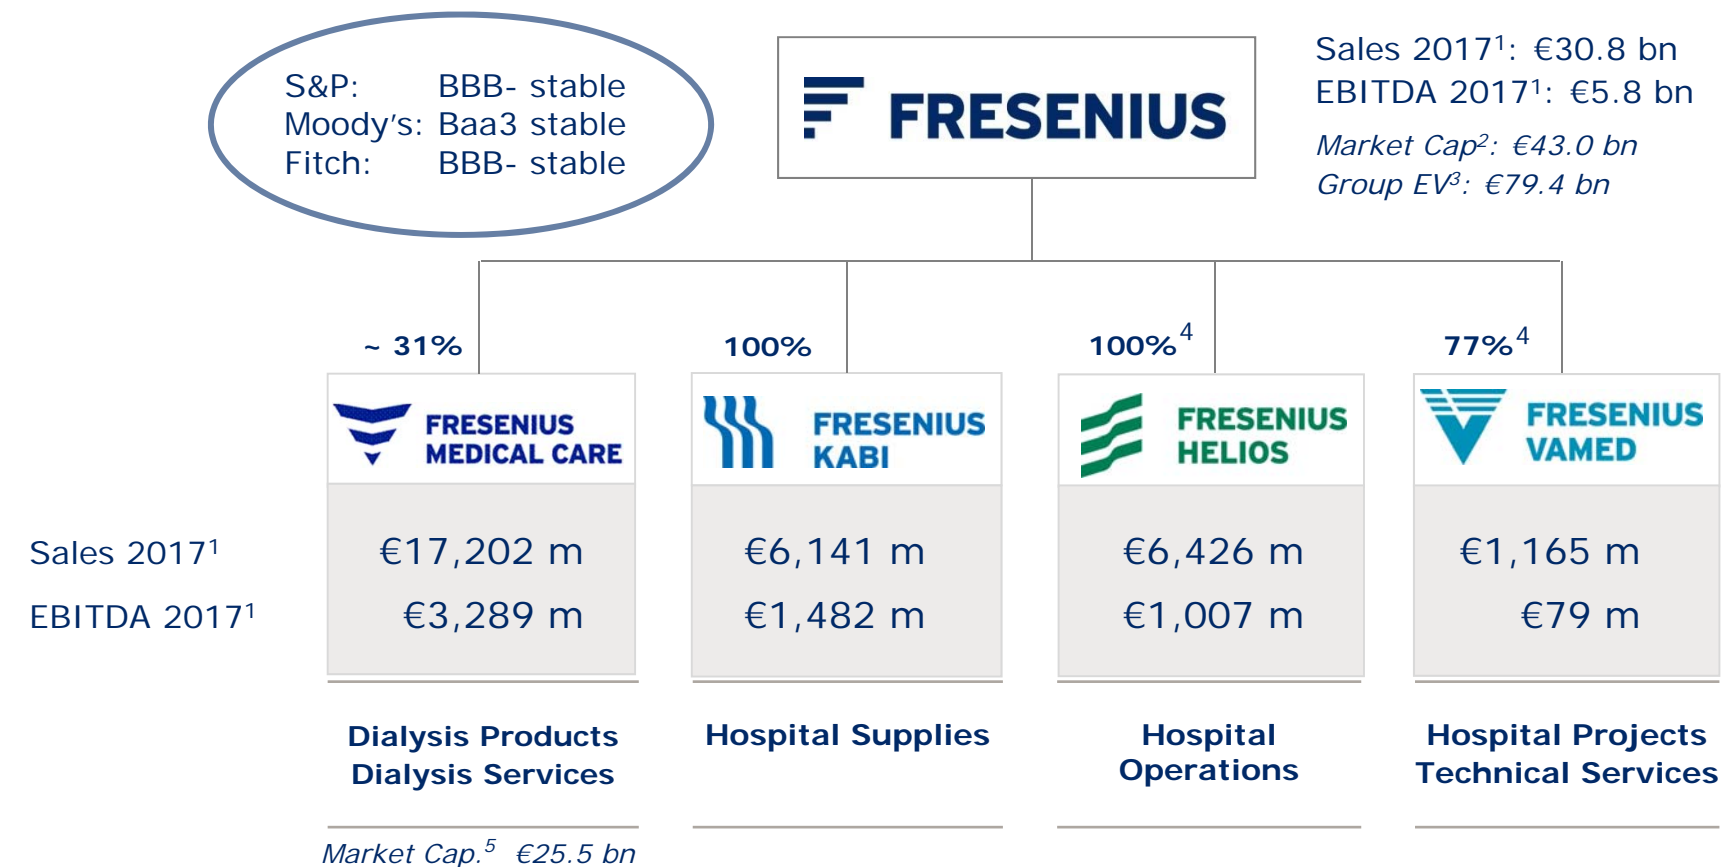 S&P: BBB- stable
Moody's: Baa3 stable
Fitch: BBB- stable
FRESENIUS
Sales 2017¹: €30.8 bn
EBITDA 2017¹: €5.8 bn
Market Cap²: €43.0 bn
Group EV³: €79.4 bn
~ 31%
100%
100%⁴
77%⁴
FRESENIUS
MEDICAL CARE
FRESENIUS
KABI
FRESENIUS
HELIOS
FRESENIUS
VAMED
Sales 2017¹ €17,202 m €6,141 m €6,426 m €1,165 m
EBITDA 2017¹ €3,289 m €1,482 m €1,007 m €79 m
Dialysis Products
Dialysis Services
Hospital Supplies
Hospital
Operations
Hospital Projects
Technical Services
Market Cap.⁵ €25.5 bn